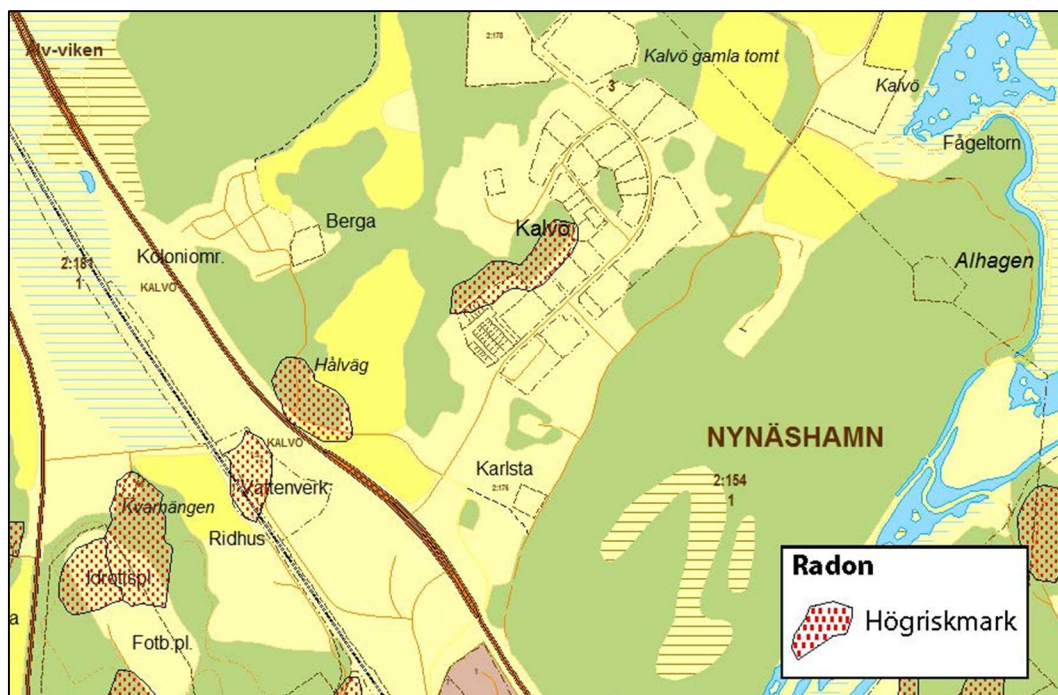 2:178
Älv-viken
Kalvö gamla tomt
3
Kalvö
Fågeltorn
Berga
Kalvö
Koloniomr.
2:181
1
KALVÖ
Alhagen
Hålväg
KALVÖ
NYNÄSHAMN
Karlsta
2:176
2:154
1
Vattenverk
Kvarnängen
Ridhus
Idrottspl.
a
Fotb.pl.
1
Radon
Högriskmark